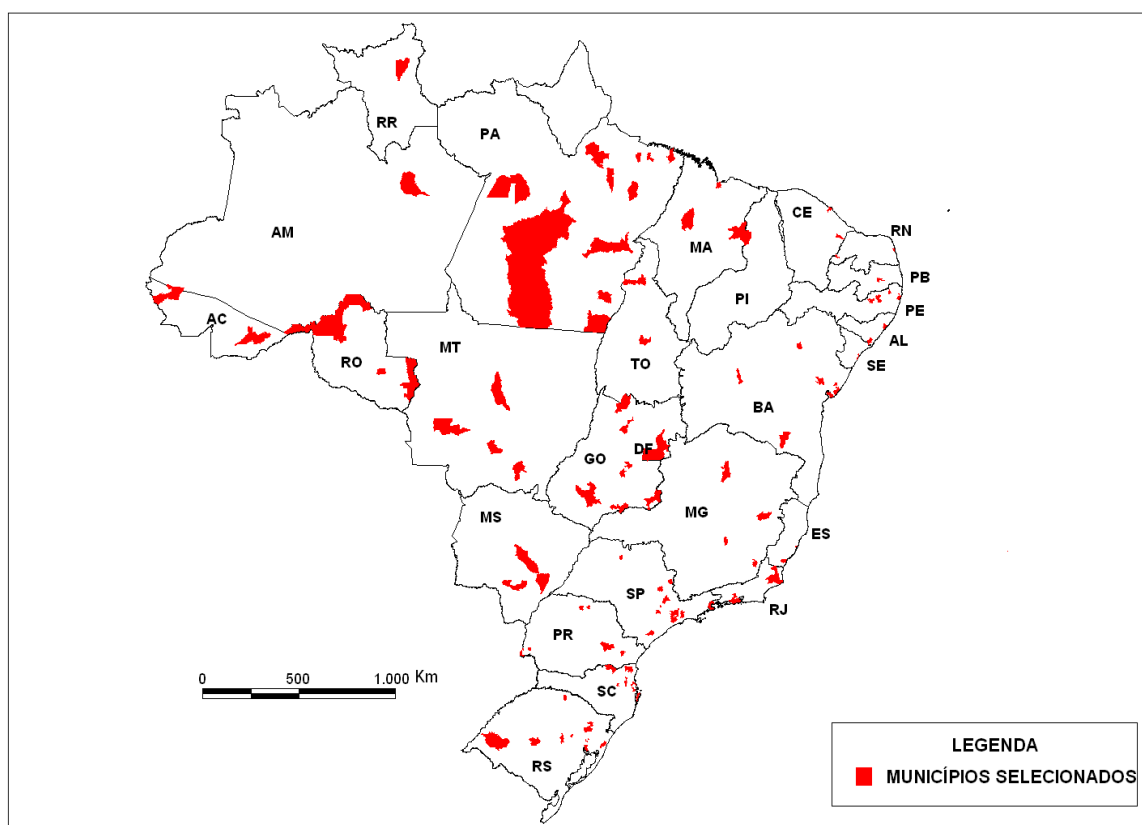 RR
PA
AM
CE
RN
MA
PB
PI
PE
AC
AL
MT
RO
TO
SE
BA
DF
GO
MG
MS
ES
SP
RJ
PR
0 500 1.000 Km
SC
RS
LEGENDA
MUNICÍPIOS SELECIONADOS